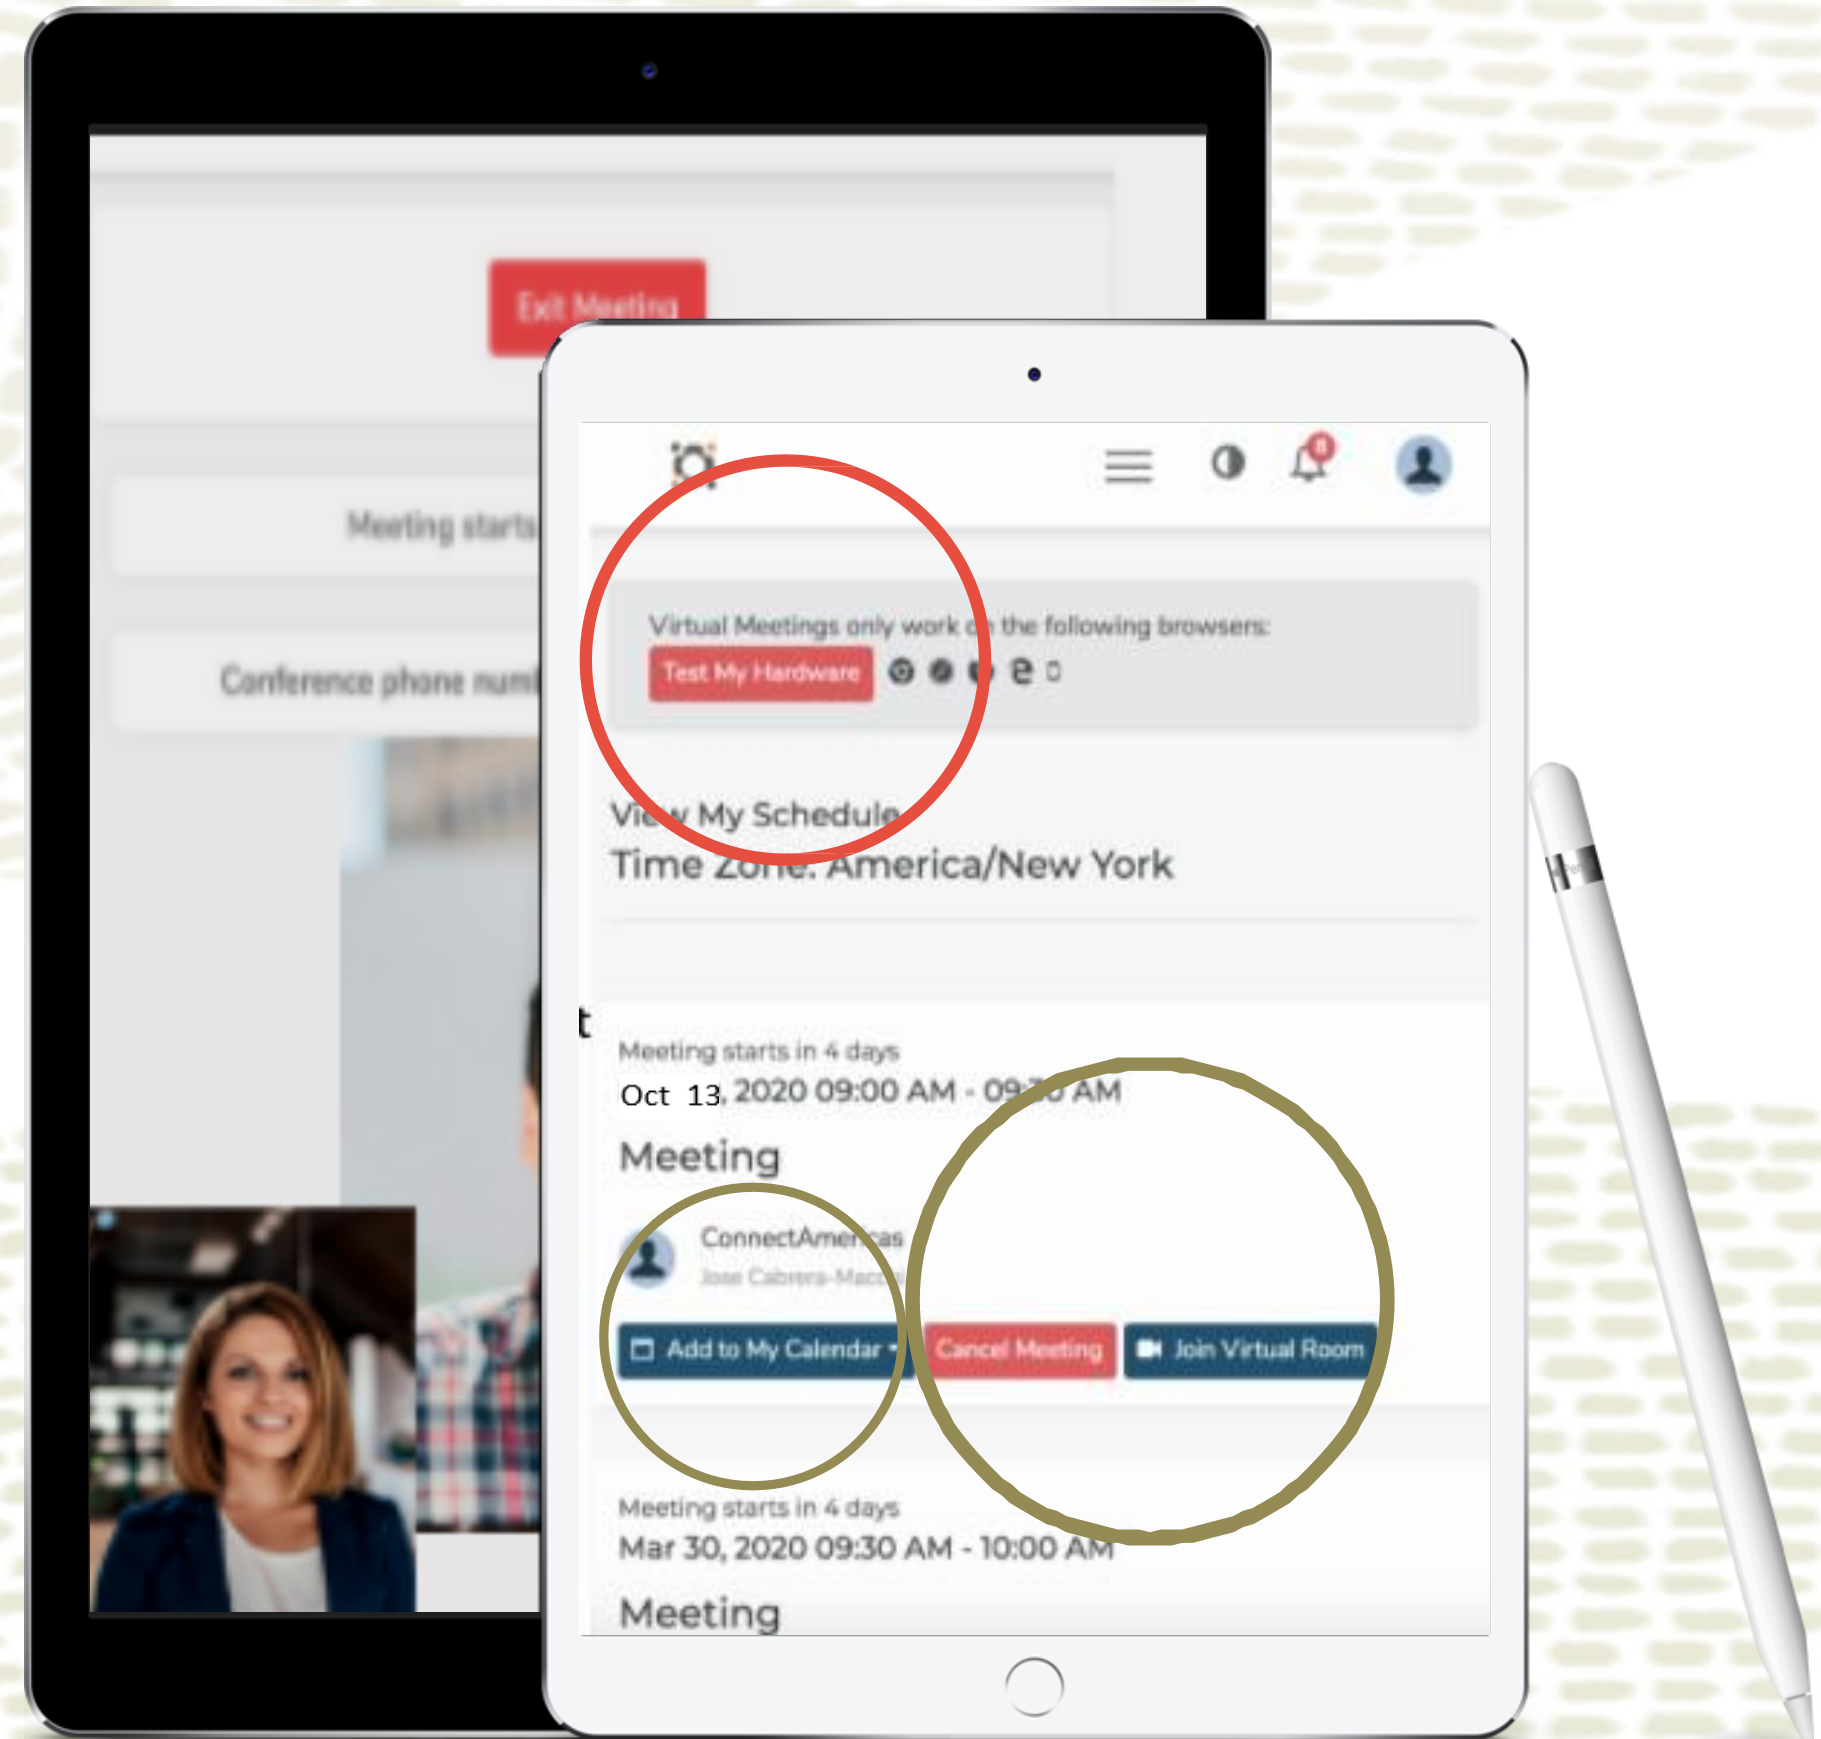 Exit Meeting
Meeting starts
Conference phone num
8
Virtual Meetings only work on the following browsers:
Test My Hardware
View My Schedule
Time Zone: America/New York
t
Meeting starts in 4 days
Oct 13, 2020 09:00 AM - 09:30 AM
Meeting
ConnectAmericas
Jose Cabrera-
Add to My Calendar
Cancel Meeting
Join Virtual Room
Meeting starts in 4 days
Mar 30, 2020 09:30 AM - 10:00 AM
Meeting